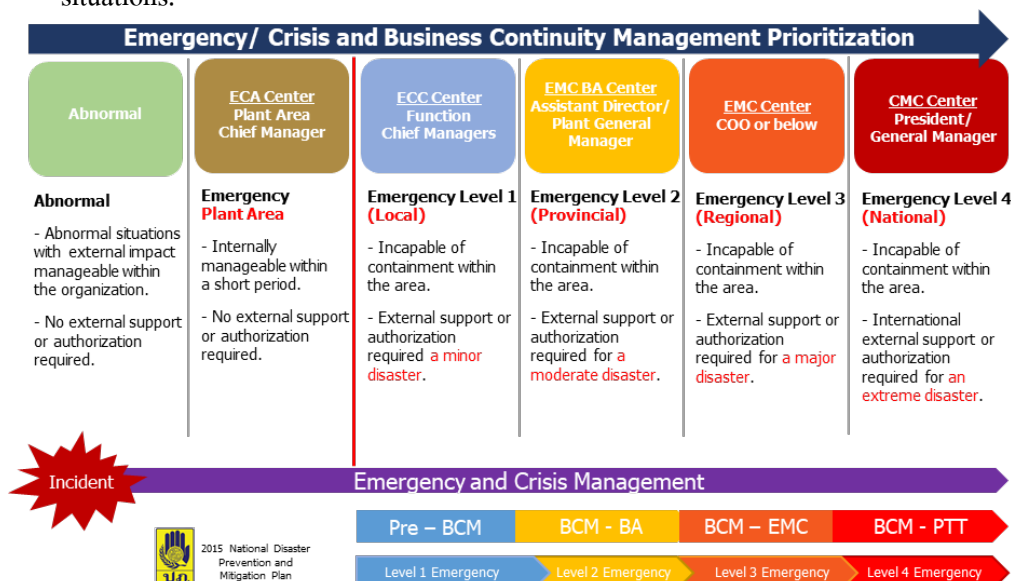 situations.
Emergency/ Crisis and Business Continuity Management Prioritization
Abnormal
ECA Center
Plant Area
Chief Manager
ECC Center
Function
Chief Managers
EMC BA Center
Assistant Director/
Plant General
Manager
EMC Center
COO or below
CMC Center
President/
General Manager
Abnormal
- Abnormal situations
with external impact
manageable within
the organization.
- No external support
or authorization
required.
Emergency
Plant Area
- Internally
manageable within
a short period.
- No external support
or authorization
required.
Emergency Level 1
(Local)
- Incapable of
containment within
the area.
- External support or
authorization
required a minor
disaster.
Emergency Level 2
(Provincial)
- Incapable of
containment within
the area.
- External support or
authorization
required for a
moderate disaster.
Emergency Level 3
(Regional)
- Incapable of
containment within
the area.
- External support or
authorization
required for a major
disaster.
Emergency Level 4
(National)
- Incapable of
containment within
the area.
- International
external support or
authorization
required for an
extreme disaster.
Incident
Emergency and Crisis Management
Pre – BCM
BCM - BA
BCM – EMC
BCM - PTT
2015 National Disaster
Prevention and
Mitigation Plan
Level 1 Emergency
Level 2 Emergency
Level 3 Emergency
Level 4 Emergency